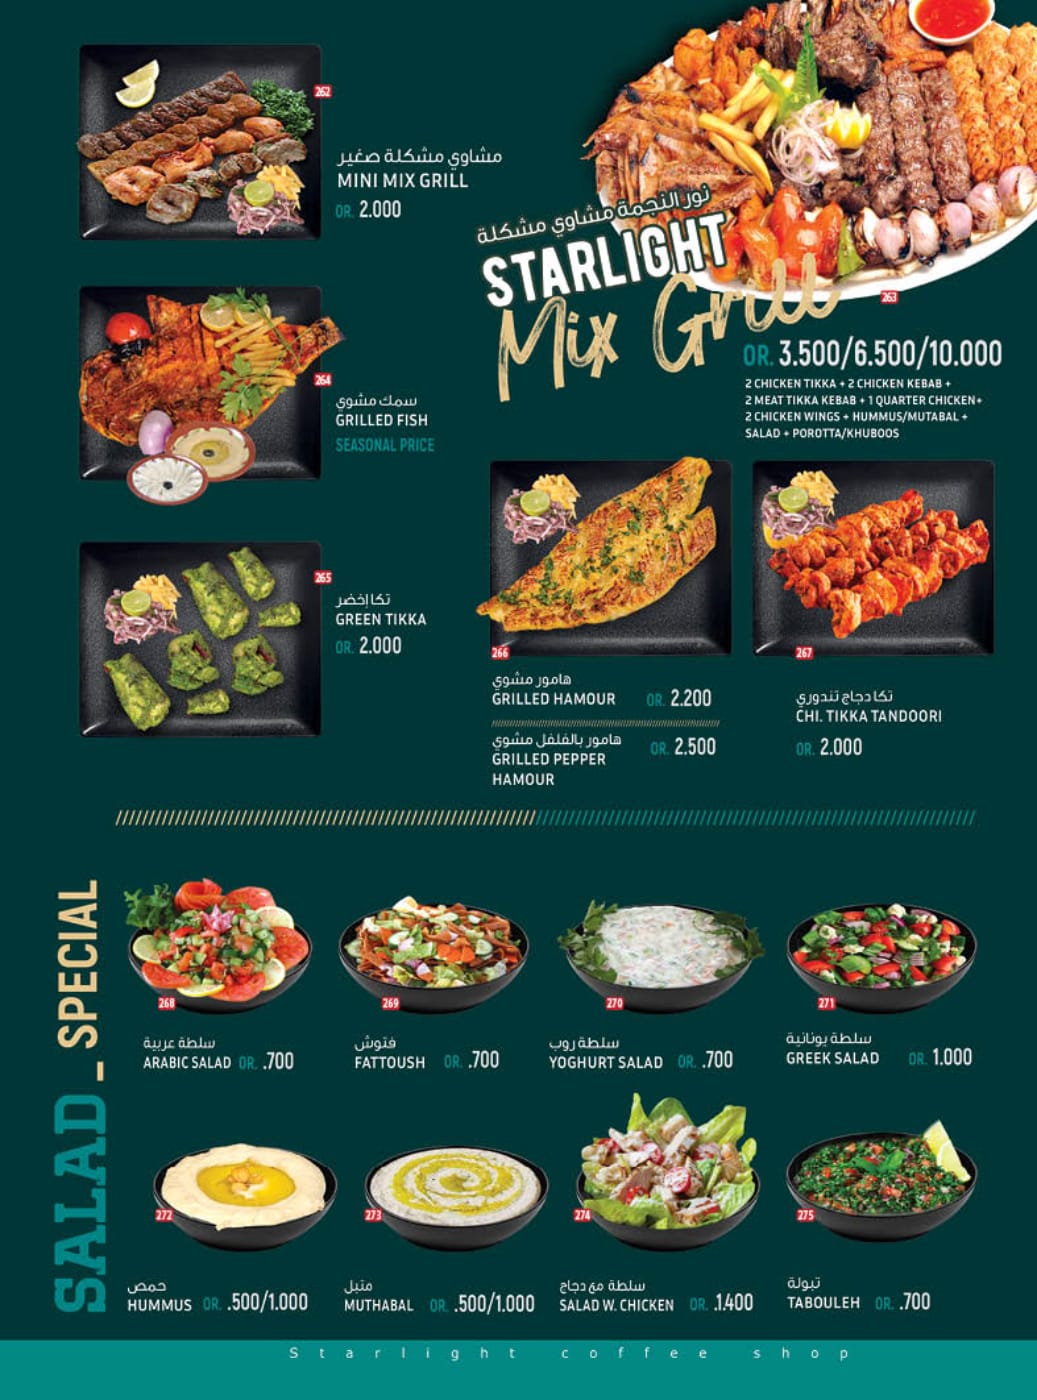 262
مشاوي مشكلة صغير
MINI MIX GRILL
OR. 2.000
نور النجمة مشاوي مشكلة
STARLIGHT
Mix Grill
263
OR. 3.500/6.500/10.000
2 CHICKEN TIKKA + 2 CHICKEN KEBAB +
2 MEAT TIKKA KEBAB + 1 QUARTER CHICKEN+
2 CHICKEN WINGS + HUMMUS/MUTABAL +
SALAD + POROTTA/KHUBOOS
264
سمك مشوي
GRILLED FISH
SEASONAL PRICE
265
تكا إخضر
GREEN TIKKA
OR. 2.000
266
هامور مشوي
GRILLED HAMOUR OR. 2.200
هامور بالفلفل مشوي
GRILLED PEPPER OR. 2.500
HAMOUR
267
تكا دجاج تندوري
CHI. TIKKA TANDOORI
OR. 2.000
SALAD _ SPECIAL
268
سلطة عربية
ARABIC SALAD OR. .700
269
فتوش
FATTOUSH OR. .700
270
سلطة روب
YOGHURT SALAD OR. .700
271
سلطة يونانية
GREEK SALAD OR. 1.000
272
حمص
HUMMUS OR. .500/1.000
273
متبل
MUTHABAL OR. .500/1.000
274
سلطة مع دجاج
SALAD W. CHICKEN OR. .1.400
275
تبولة
TABOULEH OR. .700
Starlight coffee shop